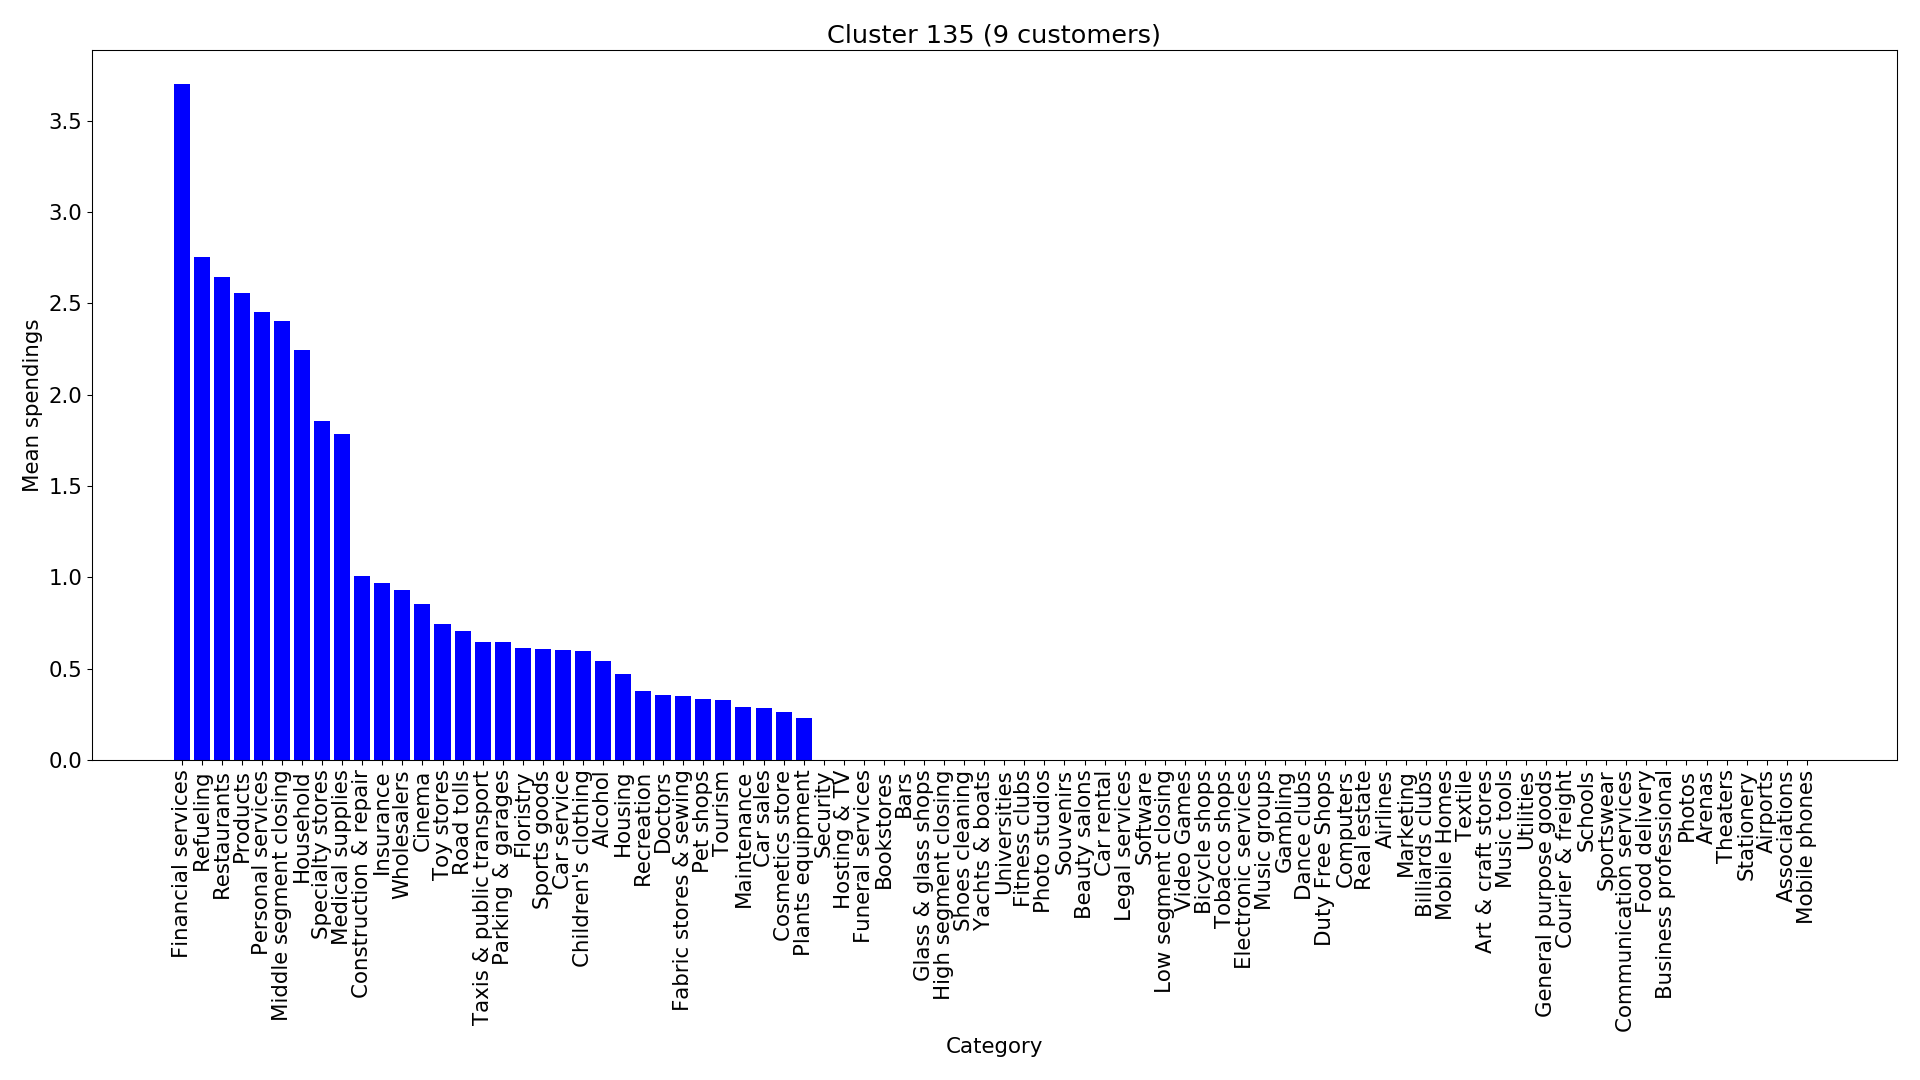 Cluster 135 (9 customers)
Mean spendings
3.5
3.0
2.5
2.0
1.5
1.0
0.5
0.0
Financial services
Refueling
Restaurants
Products
Personal services
Middle segment closing
Household
Specialty stores
Medical supplies
Construction & repair
Insurance
Wholesalers
Cinema
Toy stores
Road tolls
Taxis & public transport
Parking & garages
Floristry
Sports goods
Car service
Children's clothing
Alcohol
Housing
Recreation
Doctors
Fabric stores & sewing
Pet shops
Tourism
Maintenance
Car sales
Cosmetics store
Plants equipment
Security
Hosting & TV
Funeral services
Bookstores
Bars
Glass & glass shops
High segment closing
Shoes cleaning
Yachts & boats
Universities
Fitness clubs
Photo studios
Souvenirs
Beauty salons
Car rental
Legal services
Software
Low segment closing
Video Games
Bicycle shops
Tobacco shops
Electronic services
Music groups
Gambling
Dance clubs
Duty Free Shops
Computers
Real estate
Airlines
Marketing
Billiards clubs
Mobile Homes
Textile
Art & craft stores
Music tools
Utilities
General purpose goods
Courier & freight
Schools
Sportswear
Communication services
Food delivery
Business professional
Photos
Arenas
Theaters
Stationery
Airports
Associations
Mobile phones
Category